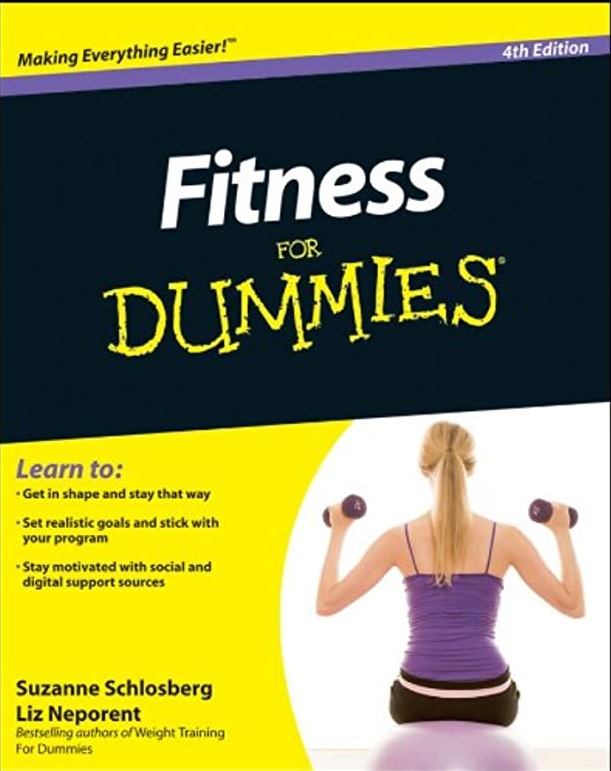 Making Everything Easier!™
4th Edition
Fitness
FOR
DUMMIES®
Learn to:
• Get in shape and stay that way
• Set realistic goals and stick with
your program
• Stay motivated with social and
digital support sources
Suzanne Schlosberg
Liz Neporent
Bestselling authors of Weight Training
For Dummies